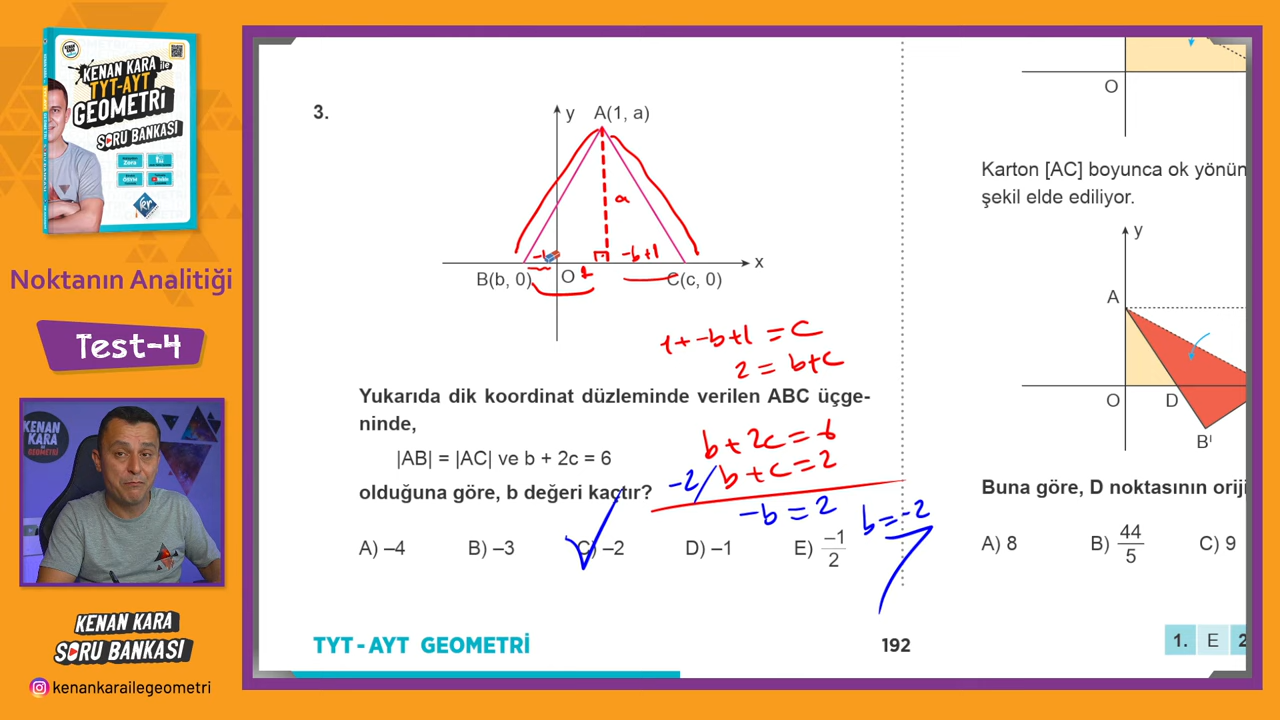 KENAN KARA ile
TYT-AYT
GEOMETRİ
SORU BANKASI
Noktanın Analitiği
Test-4
KENAN
KARA
GEOMETRİ
KENAN KARA
SORU BANKASI
kenankarailegeometri
3.
y
A(1, a)
a
-b+1
x
B(b, 0)
O
1
C(c, 0)
1+-b+1 = C
2 = b+c
Yukarıda dik koordinat düzleminde verilen ABC üçge-
ninde,
|AB| = |AC| ve b + 2c = 6
olduğuna göre, b değeri kaçtır?
b + 2c = 6
-2/ b + c = 2
-b = 2
b = -2
A) –4 B) –3 C) –2 D) –1 E) –1/2
TYT - AYT GEOMETRİ
192
O
Karton [AC] boyunca ok yönün
şekil elde ediliyor.
y
A
O
D
B'
Buna göre, D noktasının oriji
A) 8 B) 44/5 C) 9
1. E 2